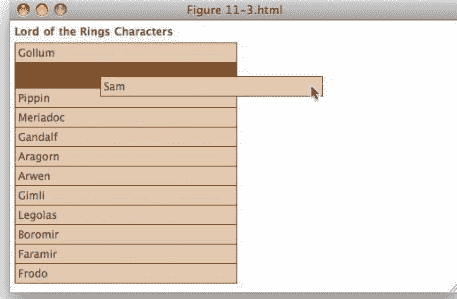 Figure 11-3.html
Lord of the Rings Characters
Gollum
Sam
Pippin
Meriadoc
Gandalf
Aragorn
Arwen
Gimli
Legolas
Boromir
Faramir
Frodo